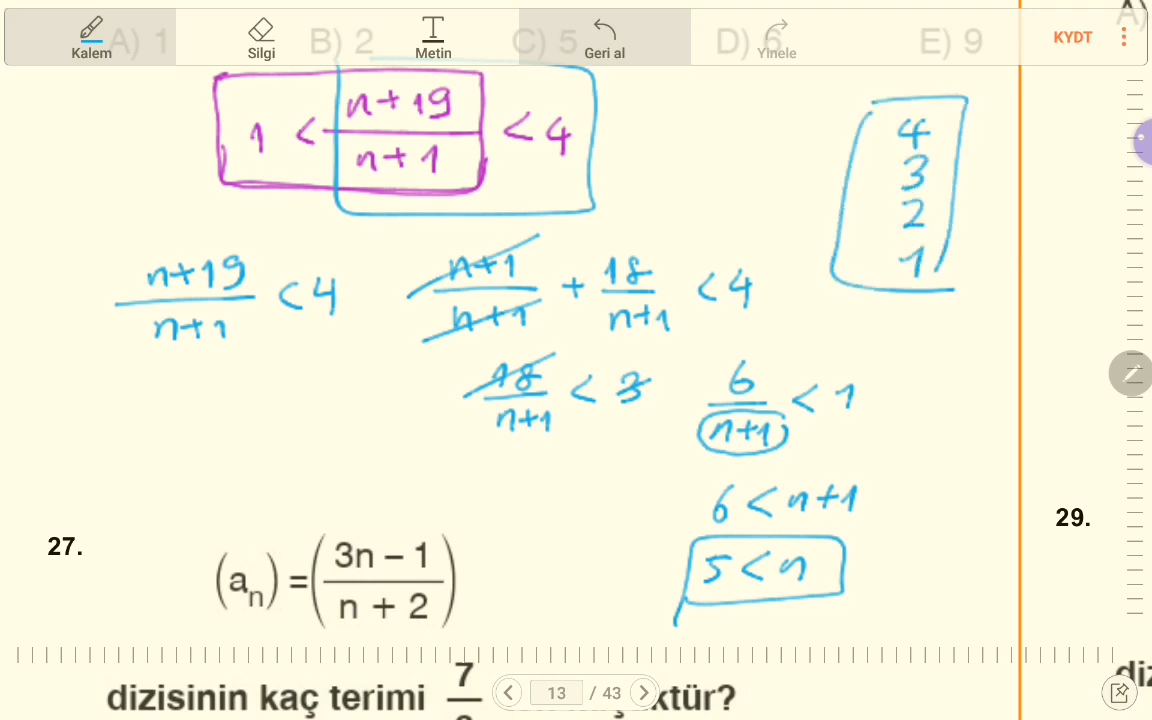 Kalem Silgi Metin Geri al Yinele KYDT
A) 1 B) 2 C) 5 D) 6 E) 9
A)
1 < (n+19)/(n+1) < 4
4
3
2
1
(n+19)/(n+1) < 4
(n+1)/(n+1) + 18/(n+1) < 4
18/(n+1) < 3
6/(n+1) < 1
6 < n+1
5 < n
27.
(aₙ) = ((3n – 1)/(n + 2))
29.
dizisinin kaç terimi 7/
13 / 43